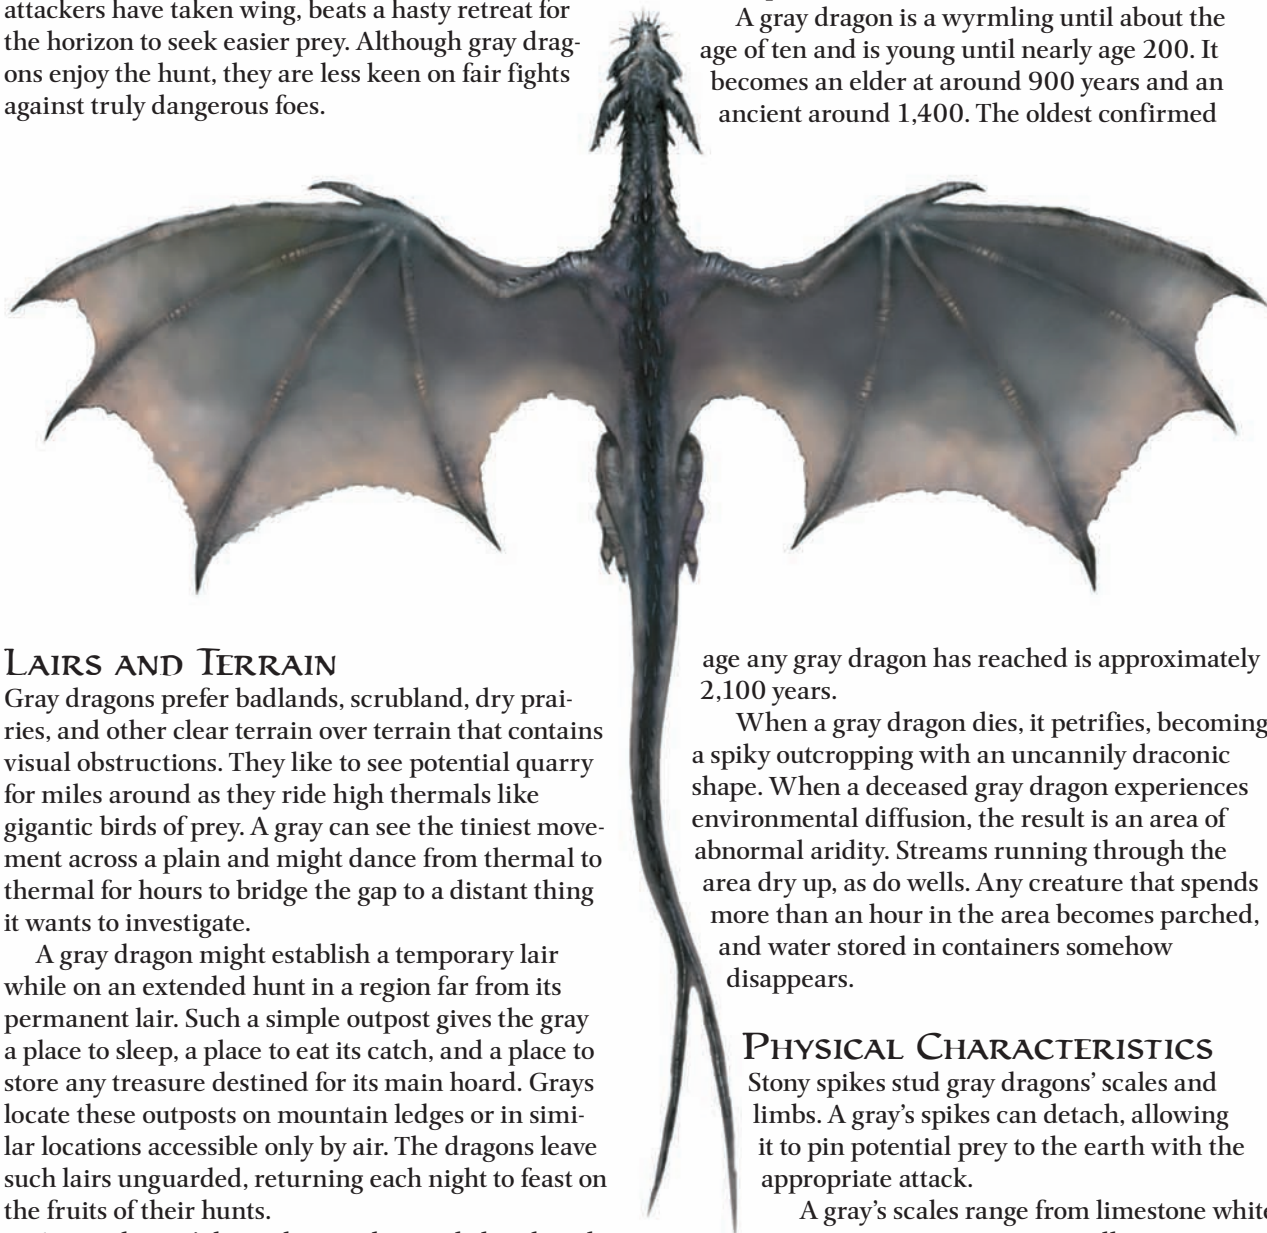 attackers have taken wing, beats a hasty retreat for
the horizon to seek easier prey. Although gray drag-
ons enjoy the hunt, they are less keen on fair fights
against truly dangerous foes.
LAIRS AND TERRAIN
Gray dragons prefer badlands, scrubland, dry prai-
ries, and other clear terrain over terrain that contains
visual obstructions. They like to see potential quarry
for miles around as they ride high thermals like
gigantic birds of prey. A gray can see the tiniest move-
ment across a plain and might dance from thermal to
thermal for hours to bridge the gap to a distant thing
it wants to investigate.
A gray dragon might establish a temporary lair
while on an extended hunt in a region far from its
permanent lair. Such a simple outpost gives the gray
a place to sleep, a place to eat its catch, and a place to
store any treasure destined for its main hoard. Grays
locate these outposts on mountain ledges or in simi-
lar locations accessible only by air. The dragons leave
such lairs unguarded, returning each night to feast on
the fruits of their hunts.
A gray dragon is a wyrmling until about the
age of ten and is young until nearly age 200. It
becomes an elder at around 900 years and an
ancient around 1,400. The oldest confirmed
age any gray dragon has reached is approximately
2,100 years.
When a gray dragon dies, it petrifies, becoming
a spiky outcropping with an uncannily draconic
shape. When a deceased gray dragon experiences
environmental diffusion, the result is an area of
abnormal aridity. Streams running through the
area dry up, as do wells. Any creature that spends
more than an hour in the area becomes parched,
and water stored in containers somehow
disappears.
PHYSICAL CHARACTERISTICS
Stony spikes stud gray dragons' scales and
limbs. A gray's spikes can detach, allowing
it to pin potential prey to the earth with the
appropriate attack.
A gray's scales range from limestone white